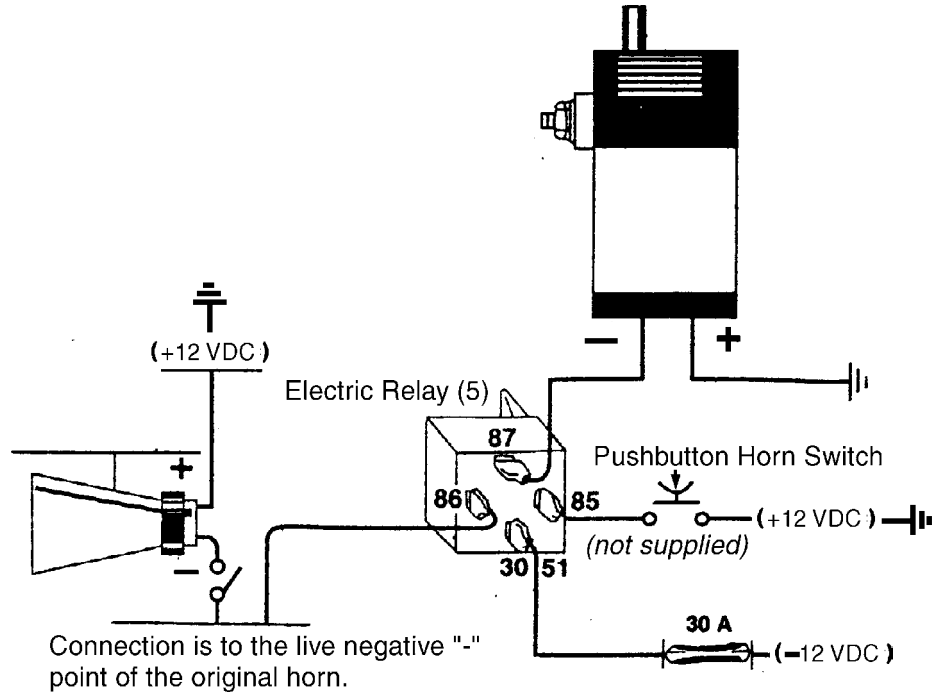 − +
(+12 VDC)
Electric Relay (5)
87
Pushbutton Horn Switch
+
86
85
(+12 VDC)
(not supplied)
−
30 51
30 A
(−12 VDC)
Connection is to the live negative "-"
point of the original horn.